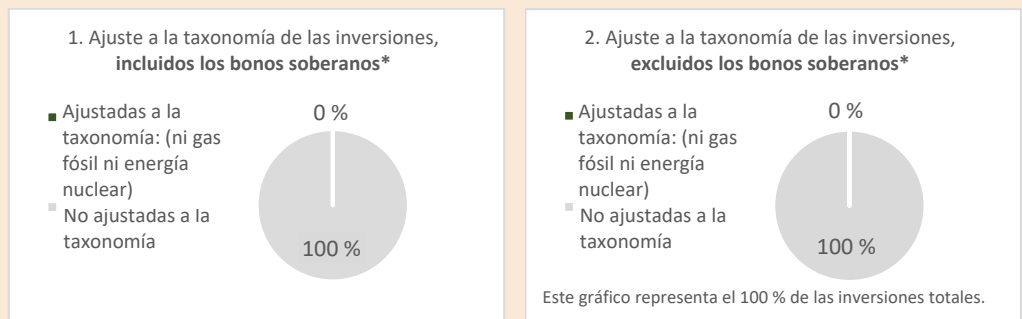 1. Ajuste a la taxonomía de las inversiones,
incluidos los bonos soberanos*
Ajustadas a la
taxonomía: (ni gas
fósil ni energía
nuclear)
No ajustadas a la
taxonomía
0 %
100 %
2. Ajuste a la taxonomía de las inversiones,
excluidos los bonos soberanos*
Ajustadas a la
taxonomía: (ni gas
fósil ni energía
nuclear)
No ajustadas a la
taxonomía
0 %
100 %
Este gráfico representa el 100 % de las inversiones totales.